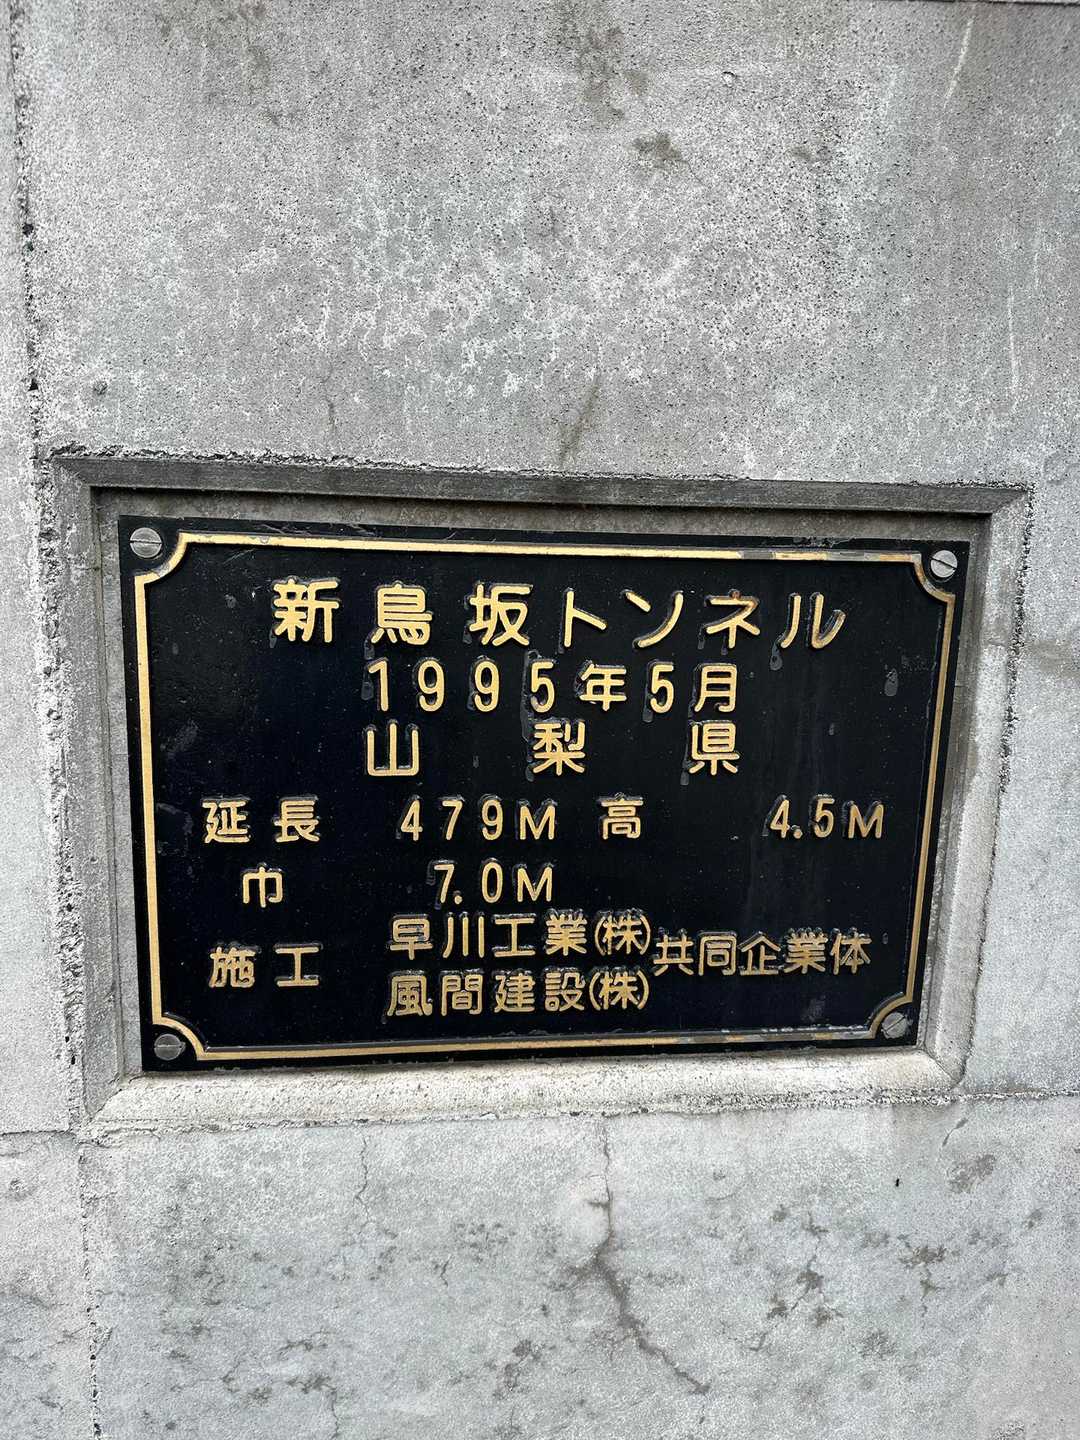 新鳥坂トンネル
1995年5月
山梨県
延長 479M 高 4.5M
巾 7.0M
施工 早川工業(株) 共同企業体
風間建設(株)